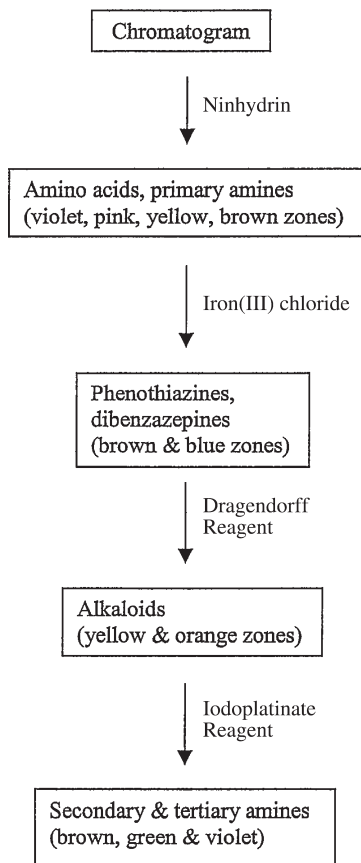 Chromatogram
Ninhydrin
Amino acids, primary amines
(violet, pink, yellow, brown zones)
Iron(III) chloride
Phenothiazines,
dibenzazepines
(brown & blue zones)
Dragendorff
Reagent
Alkaloids
(yellow & orange zones)
Iodoplatinate
Reagent
Secondary & tertiary amines
(brown, green & violet)